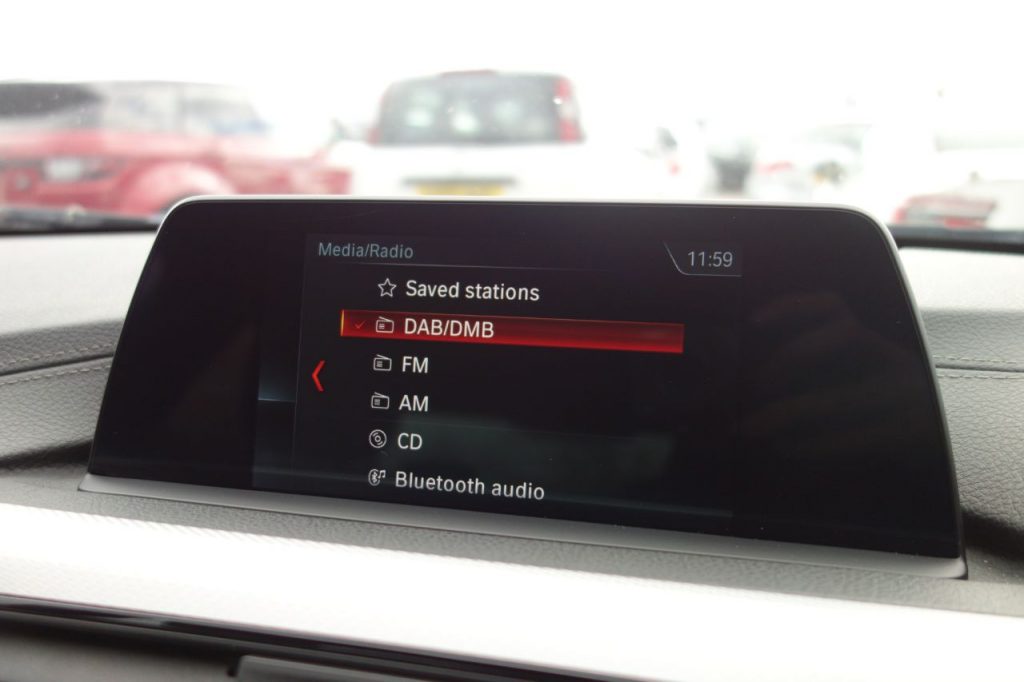 Media/Radio
11:59
Saved stations
DAB/DMB
FM
AM
CD
Bluetooth audio